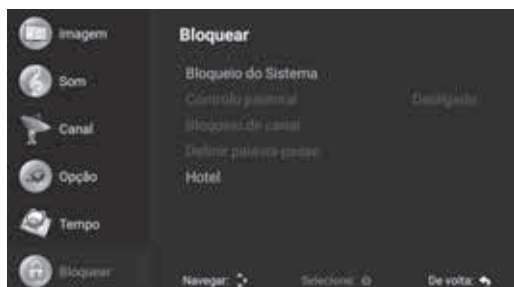 Imagem
Som
Canal
Opção
Tempo
Bloquear
Bloquear
Bloqueio do Sistema
Controlo parental Desligado
Bloqueio de canal
Definir palavra-passe
Hotel
Navegar: Selecione: De volta: